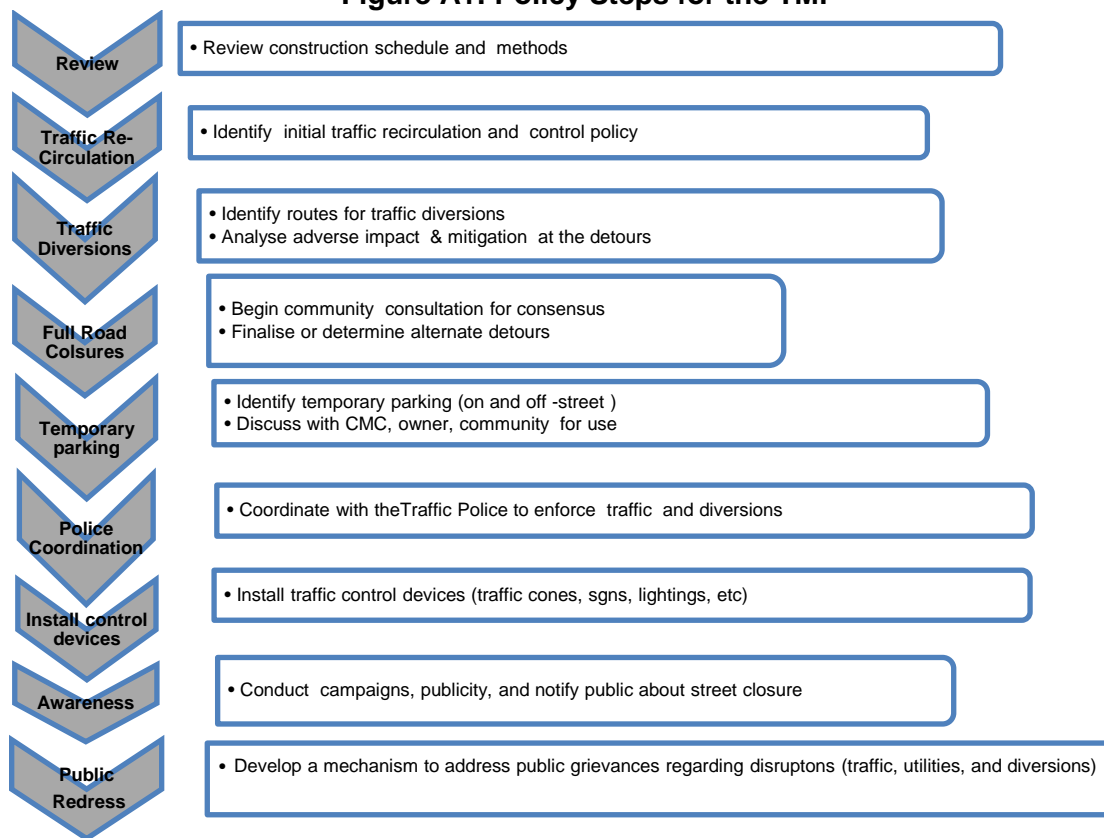 Figure A1: Policy Steps for the TMP
Review
• Review construction schedule and methods
Traffic Re-
Circulation
• Identify initial traffic recirculation and control policy
Traffic
Diversions
• Identify routes for traffic diversions
• Analyse adverse impact & mitigation at the detours
Full Road
Colsures
• Begin community consultation for consensus
• Finalise or determine alternate detours
Temporary
parking
• Identify temporary parking (on and off -street )
• Discuss with CMC, owner, community for use
Police
Coordination
• Coordinate with theTraffic Police to enforce traffic and diversions
Install control
devices
• Install traffic control devices (traffic cones, sgns, lightings, etc)
Awareness
• Conduct campaigns, publicity, and notify public about street closure
Public
Redress
• Develop a mechanism to address public grievances regarding disruptons (traffic, utilities, and diversions)